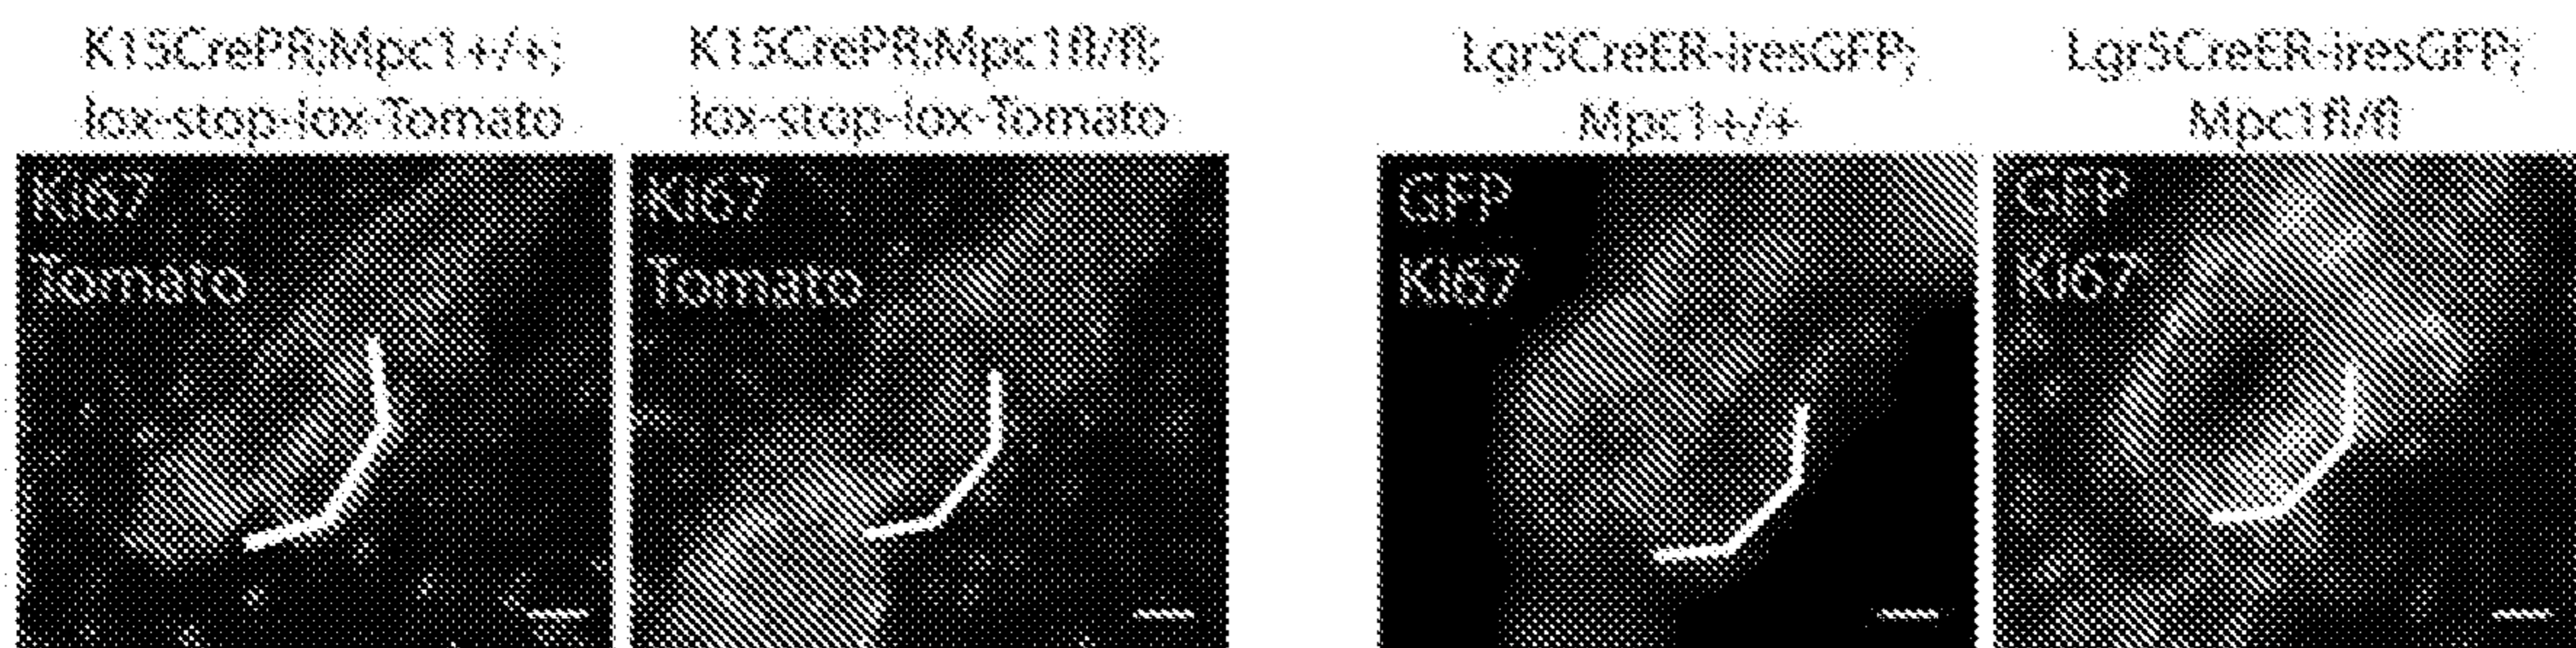 K15CrePR;Mpc1+/+;
lox-stop-lox-Tomato
K15CrePR;Mpc1fl/fl;
lox-stop-lox-Tomato
Lgr5CreER-iresGFP;
Mpc1+/+
Lgr5CreER-iresGFP;
Mpc1fl/fl
Ki67
Tomato
Ki67
Tomato
GFP
Ki67
GFP
Ki67